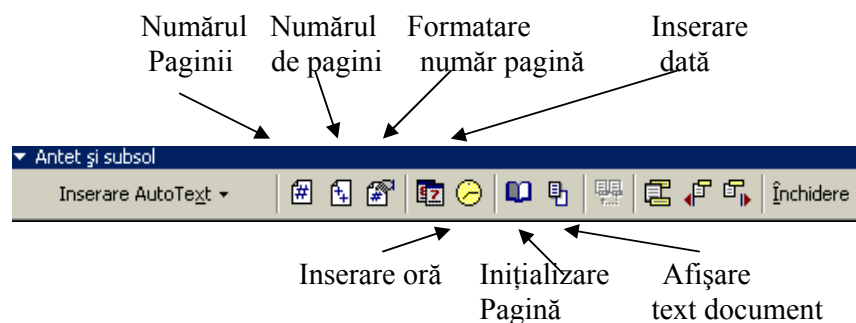 Numărul Numărul Formatare Inserare
Paginii de pagini număr pagină dată
Antet şi subsol
Inserare AutoText Închidere
Inserare oră Iniţializare Afişare
Pagină text document